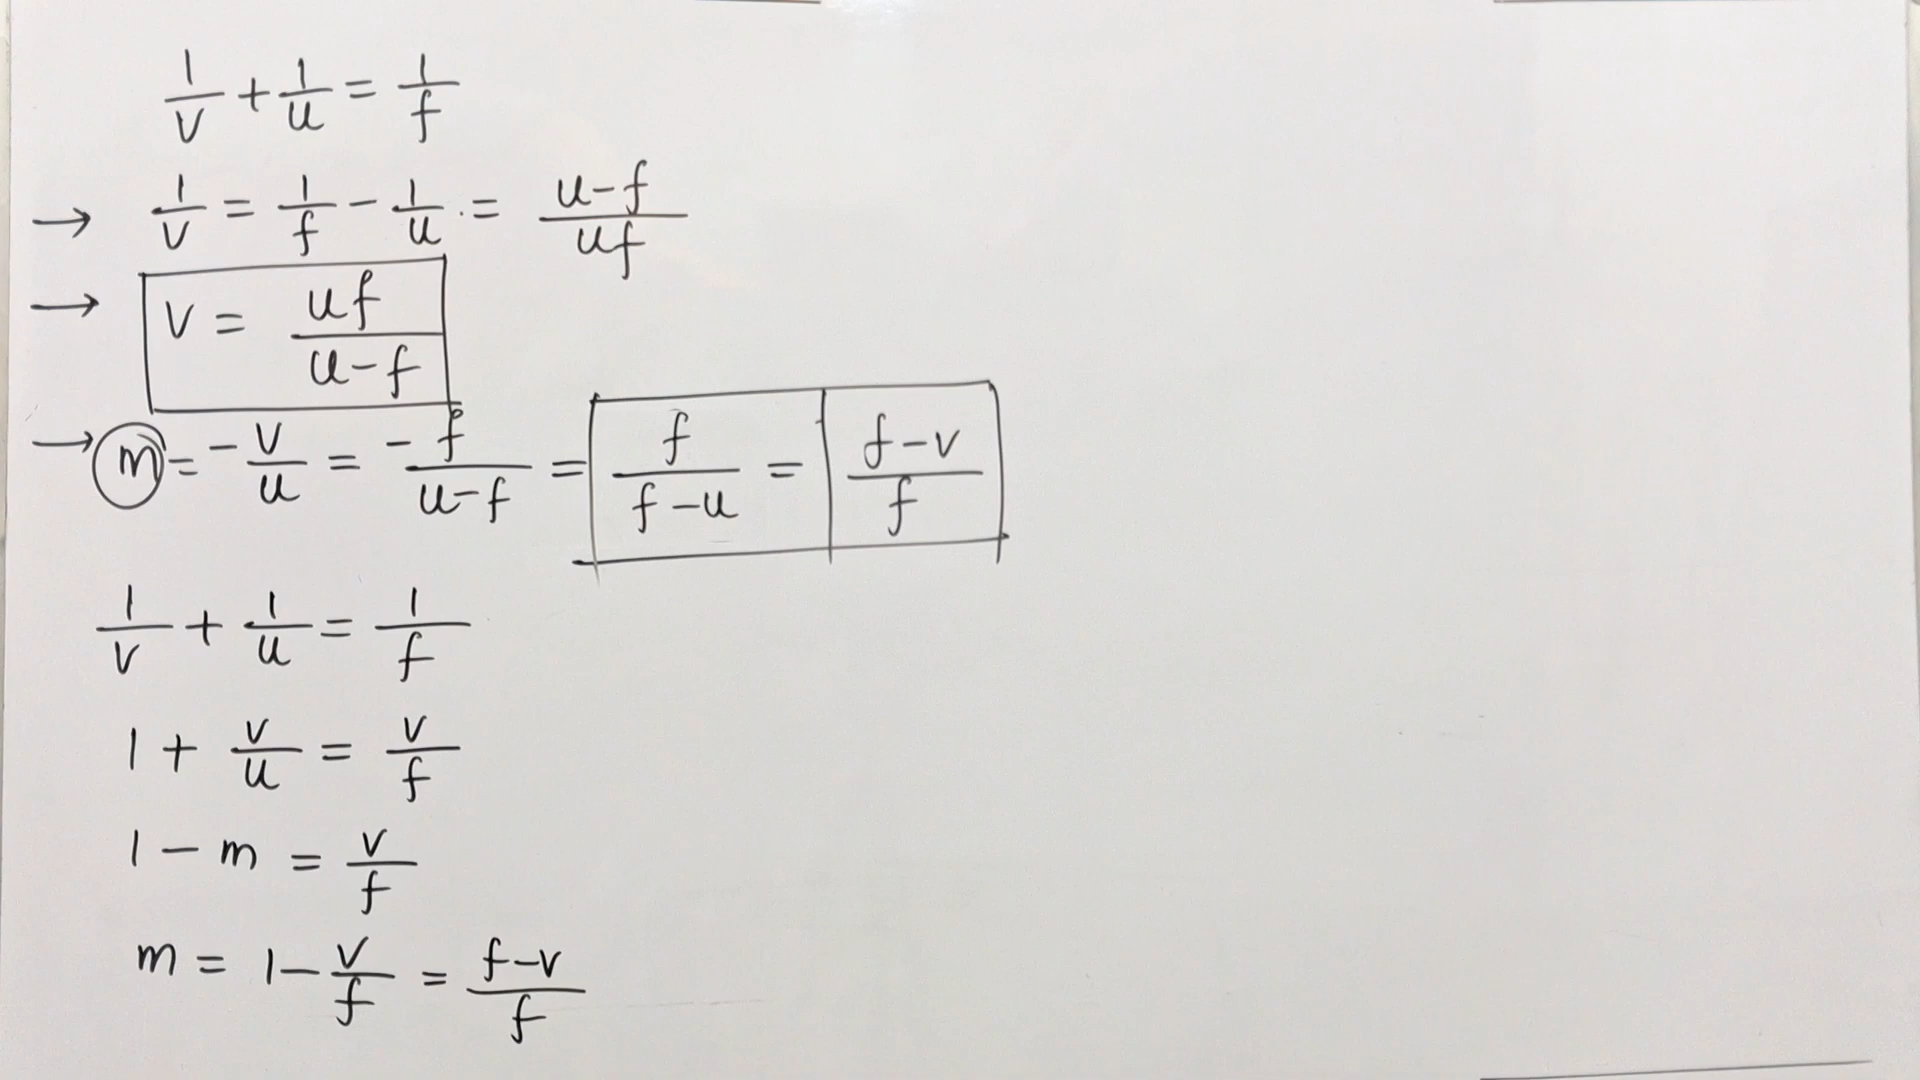 1/v + 1/u = 1/f
→ 1/v = 1/f - 1/u . = (u-f)/(uf)
→ v = (uf)/(u-f)
→ m = -v/u = -f/(u-f) = f/(f-u) = (f-v)/f
1/v + 1/u = 1/f
1 + v/u = v/f
1 - m = v/f
m = 1 - v/f = (f-v)/f